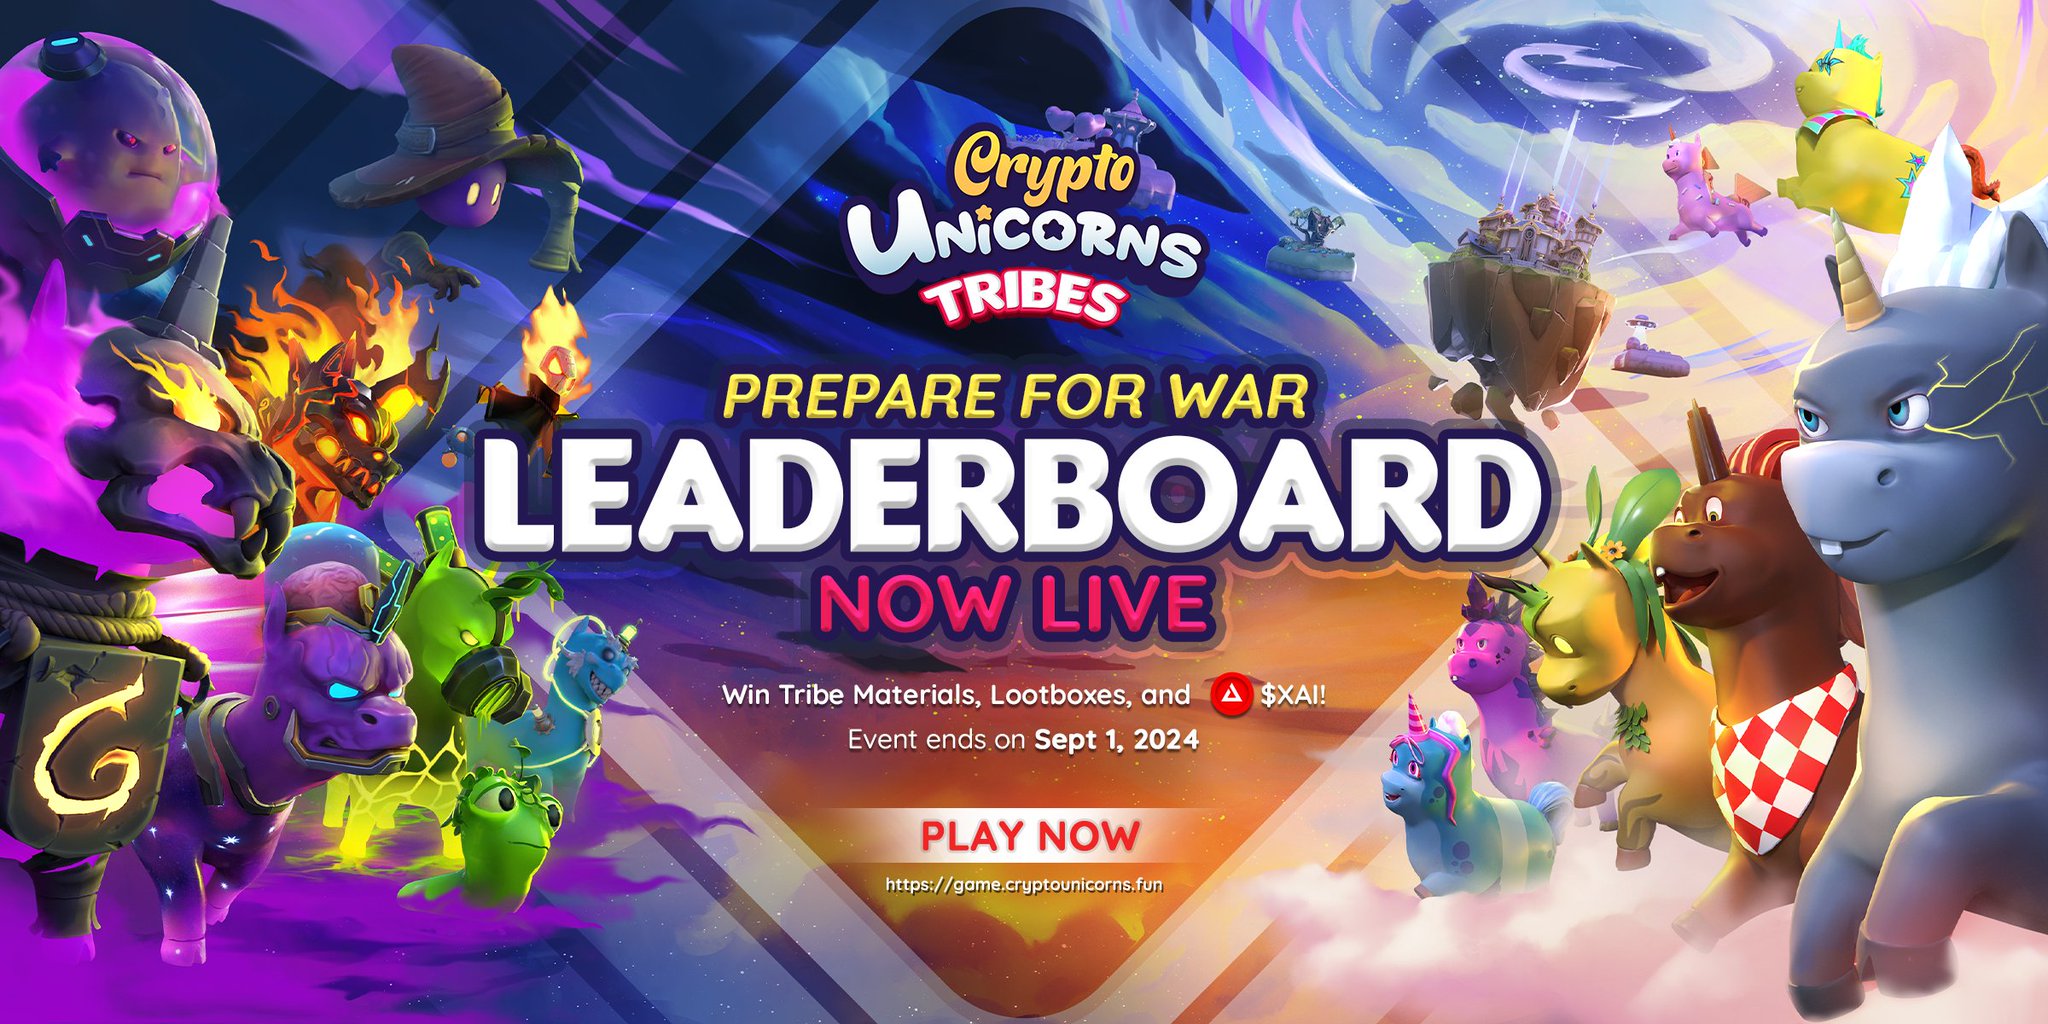 Crypto
UNiCORNS
TRIBES
PREPARE FOR WAR
LEADERBOARD
NOW LIVE
Win Tribe Materials, Lootboxes, and $XAI!
Event ends on Sept 1, 2024
PLAY NOW
https://game.cryptounicorns.fun